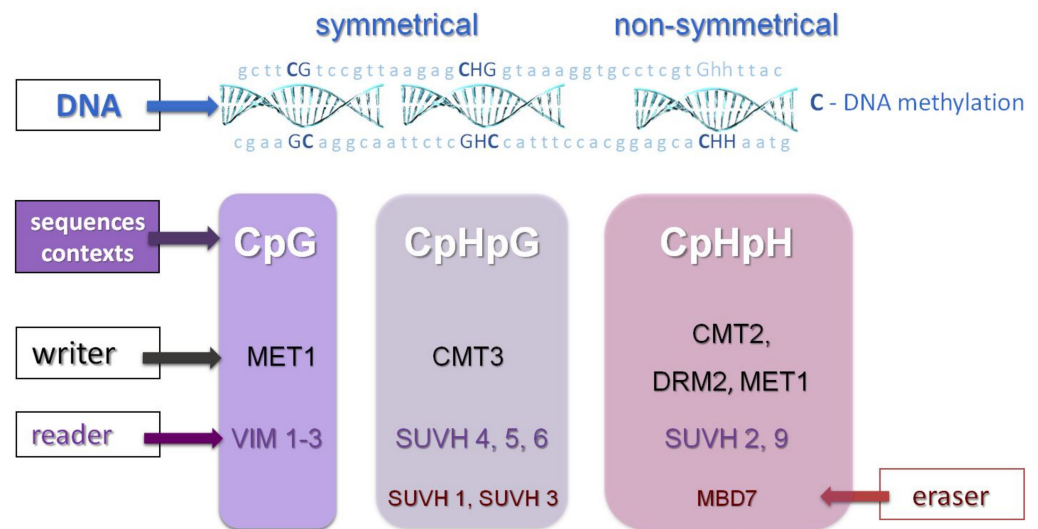 symmetrical non-symmetrical
gcttCGtccgttaagagCHGgtaaaggtgcctcgtGhhttac
DNA
C - DNA methylation
cgaaGCaggcaattctcGHCcatttccacggagcaCHHaatg
sequences
contexts
CpG CpHpG CpHpH
writer MET1 CMT3 CMT2,
DRM2, MET1
reader VIM 1-3 SUVH 4, 5, 6 SUVH 2, 9
SUVH 1, SUVH 3 MBD7 eraser